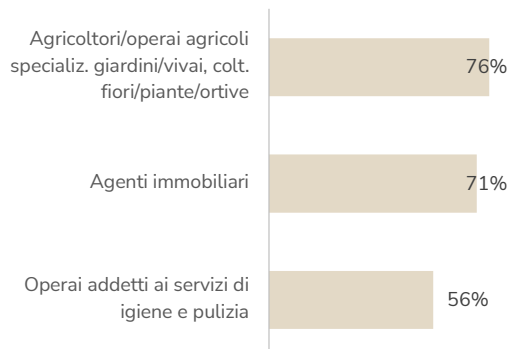 Agricoltori/operai agricoli
specializ. giardini/vivai, colt.
fiori/piante/ortive
76%
Agenti immobiliari
71%
Operai addetti ai servizi di
igiene e pulizia
56%